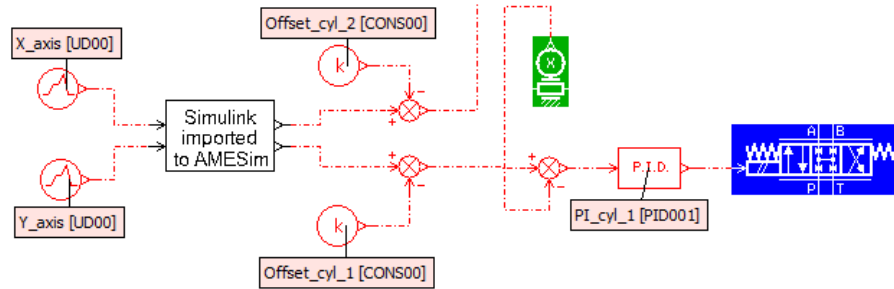 Offset_cyl_2 [CONS00]
X_axis [UD00]
k
x
Simulink
imported
to AMESim
A B
P.I.D.
P T
Y_axis [UD00]
PI_cyl_1 [PID001]
k
Offset_cyl_1 [CONS00]